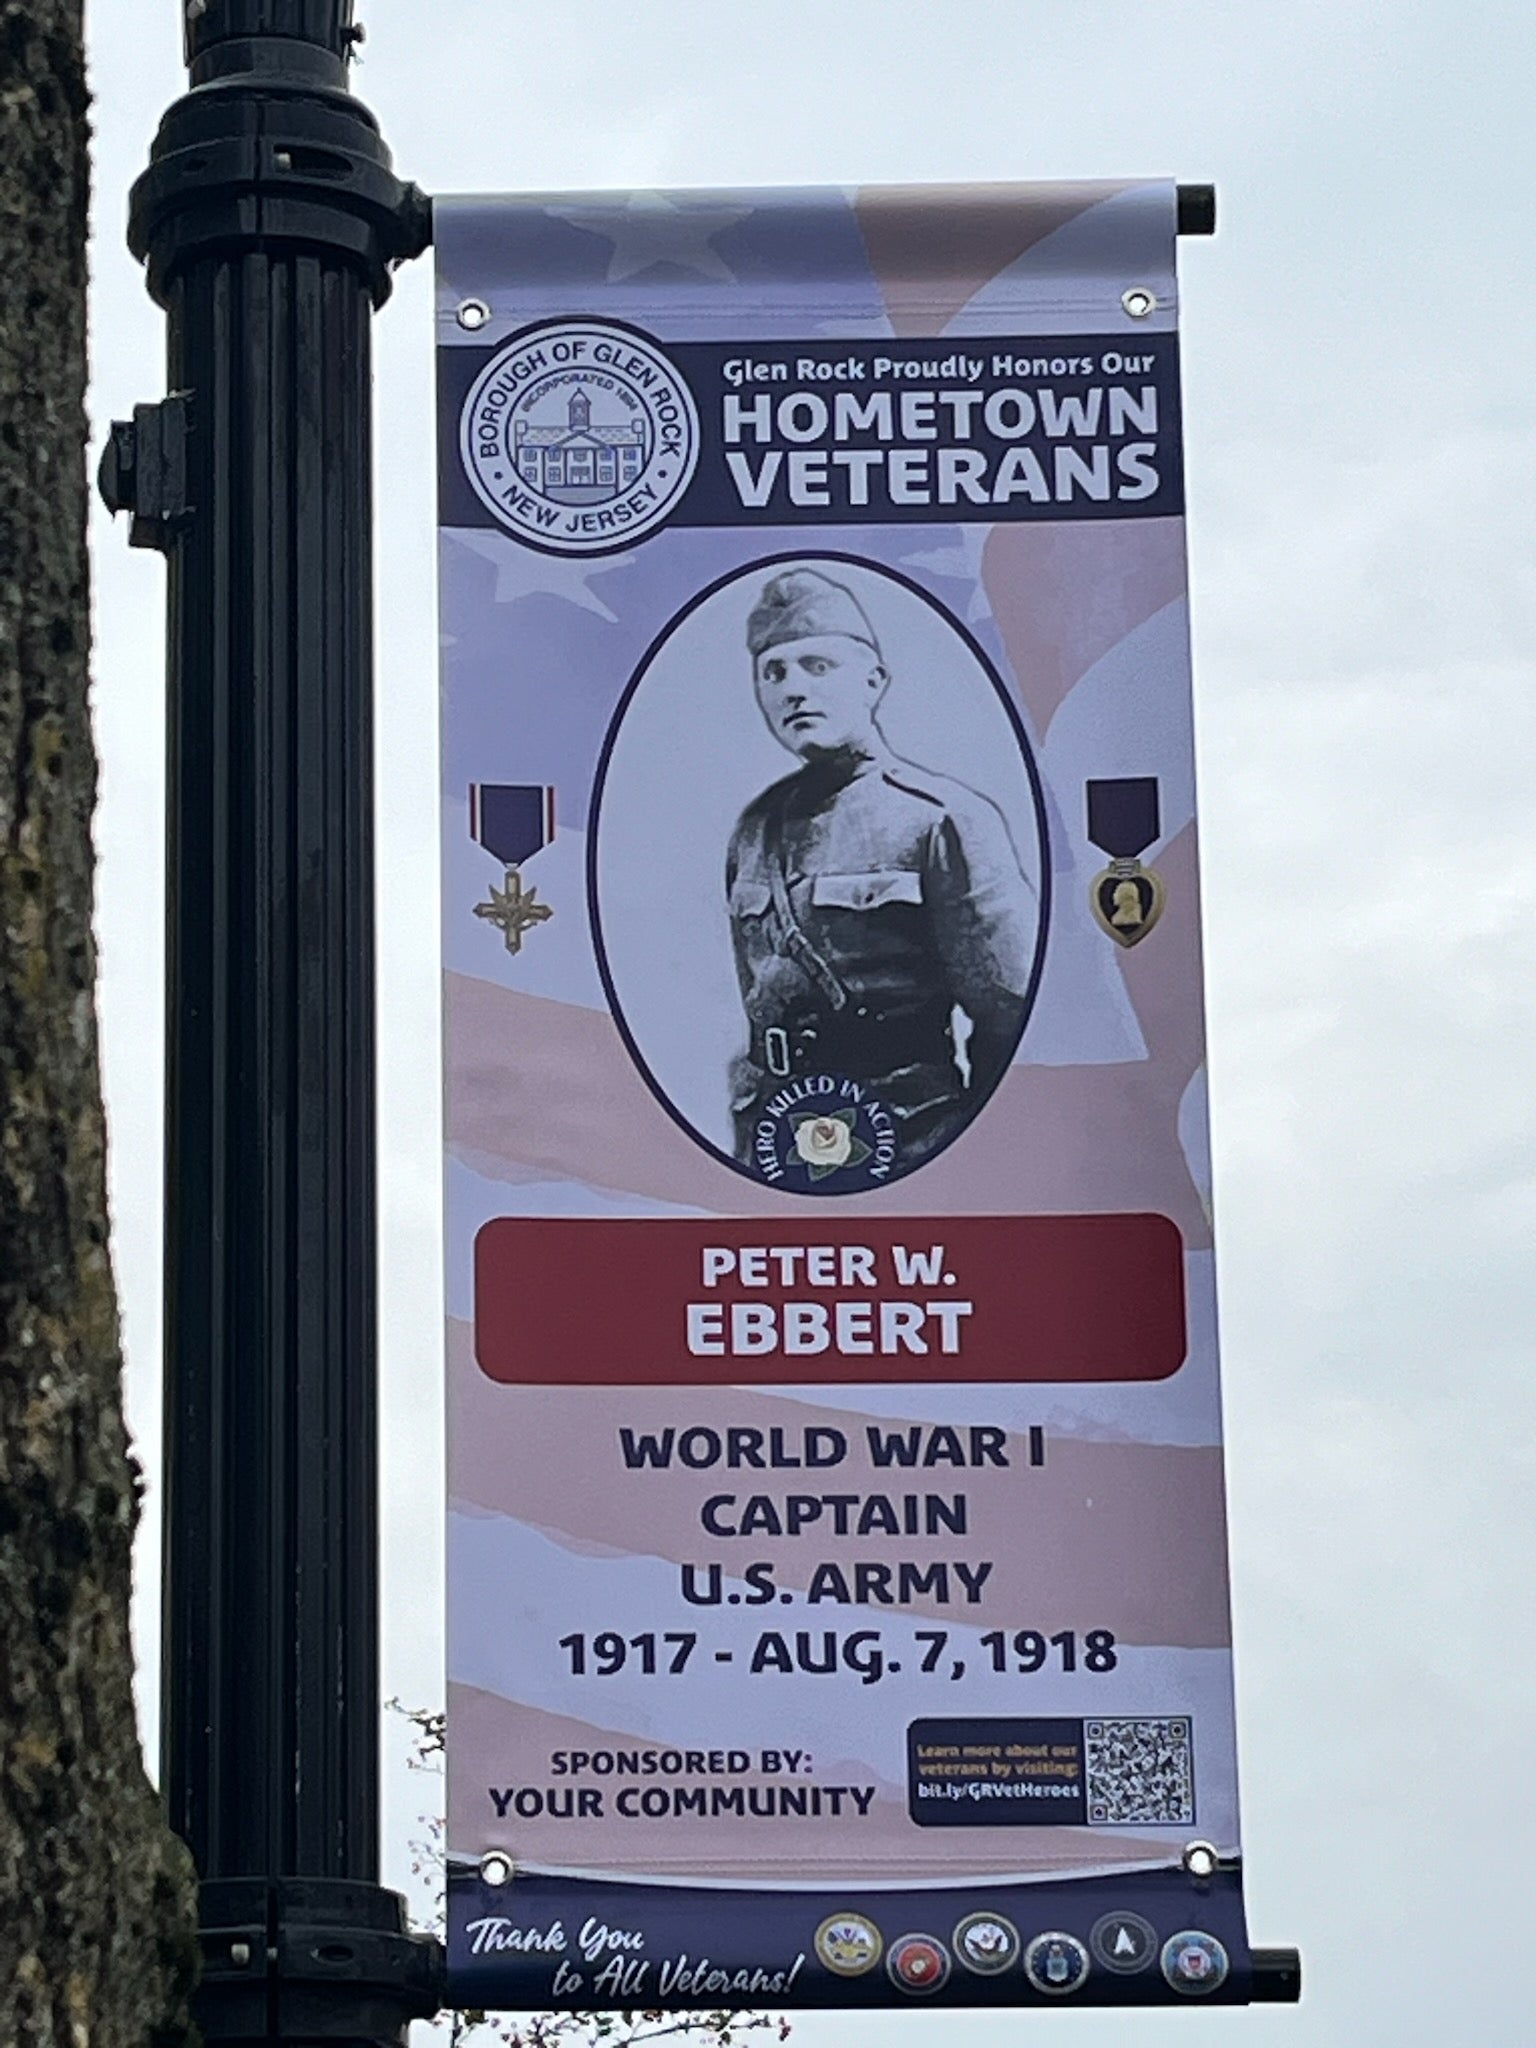 BOROUGH OF GLEN ROCK
INCORPORATED 1894
NEW JERSEY
Glen Rock Proudly Honors Our
HOMETOWN
VETERANS
HERO KILLED IN ACTION
PETER W.
EBBERT
WORLD WAR I
CAPTAIN
U.S. ARMY
1917 - AUG. 7, 1918
SPONSORED BY:
YOUR COMMUNITY
Learn more about our
veterans by visiting:
bit.ly/GRVetHeroes
Thank You
to All Veterans!